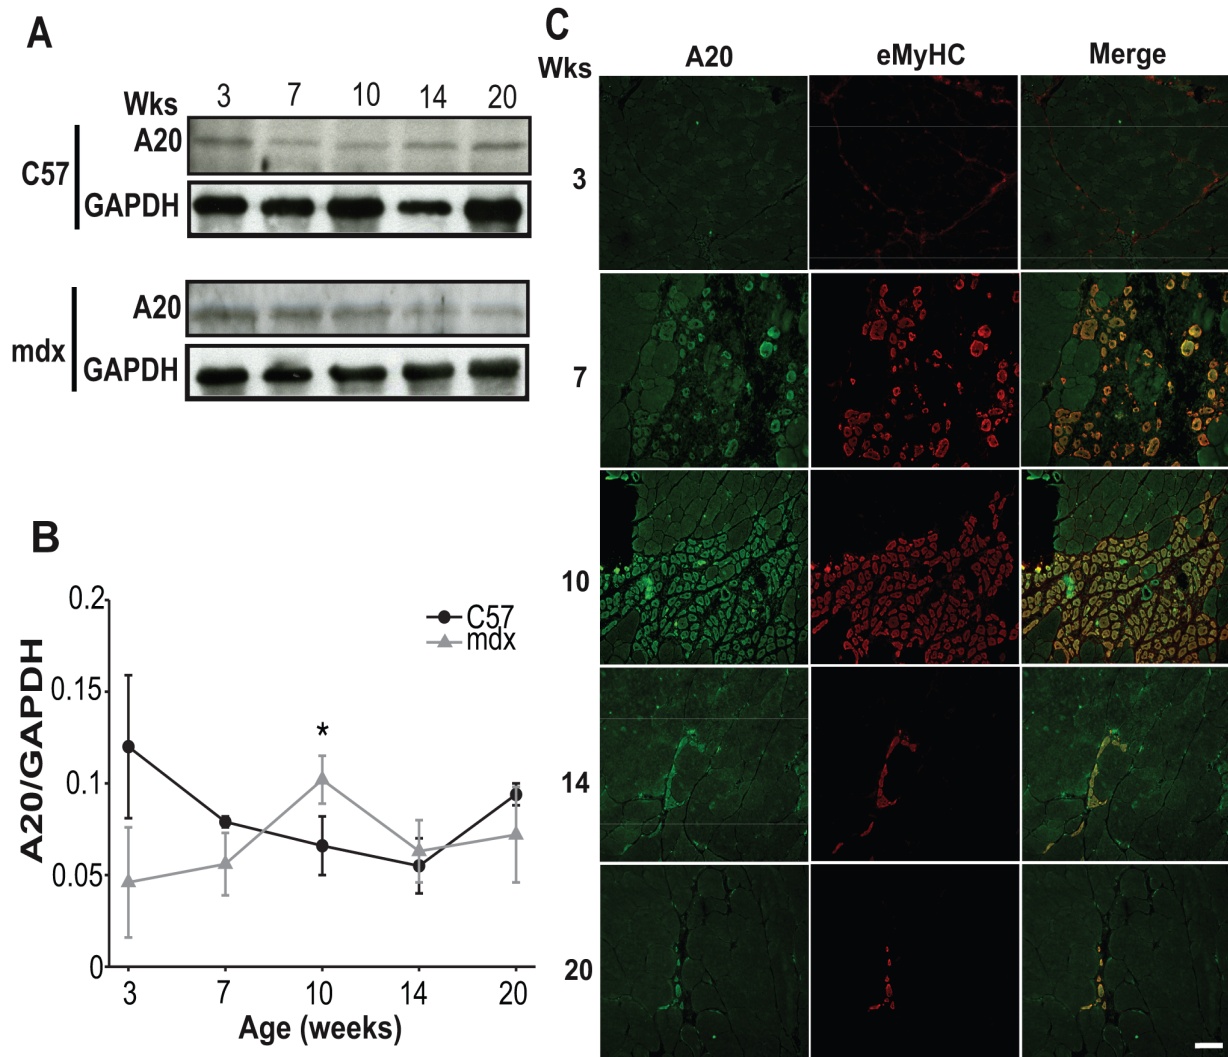 A
Wks 3 7 10 14 20
C57
A20
GAPDH
mdx
A20
GAPDH
B
0.2
0.15
0.1
0.05
0
A20/GAPDH
C57
mdx
*
3 7 10 14 20
Age (weeks)
C
Wks A20 eMyHC Merge
3
7
10
14
20